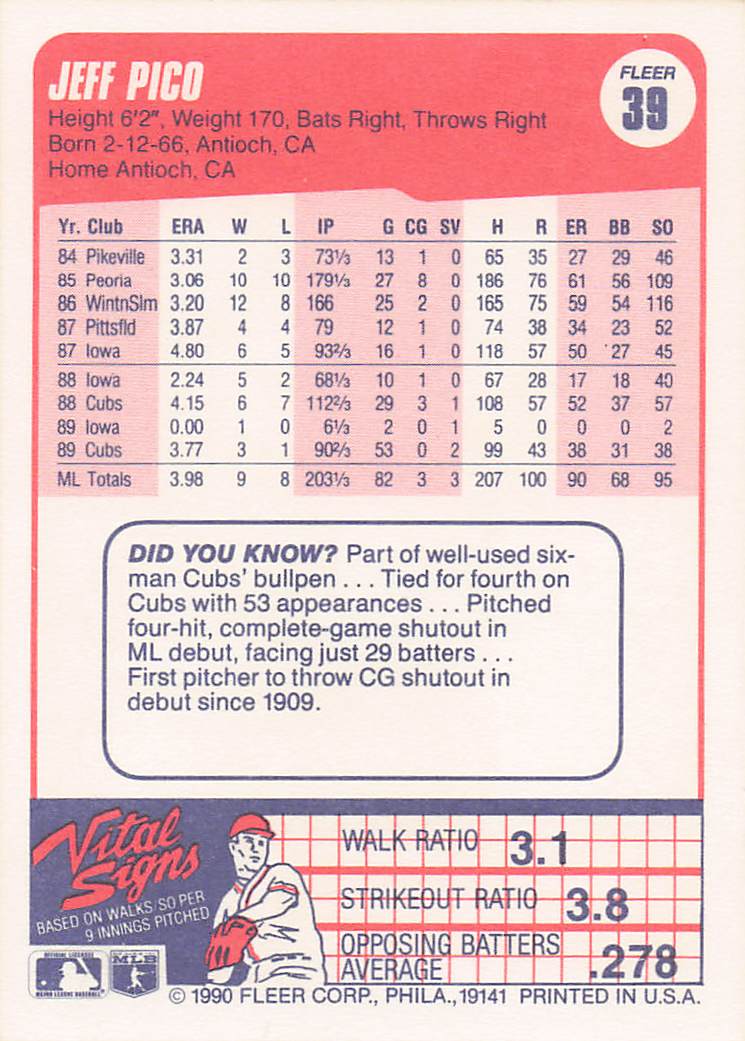 JEFF PICO
FLEER
39
Height 6'2", Weight 170, Bats Right, Throws Right
Born 2-12-66, Antioch, CA
Home Antioch, CA
Yr. Club ERA W L IP G CG SV H R ER BB SO
84 Pikeville 3.31 2 3 73⅓ 13 1 0 65 35 27 29 46
85 Peoria 3.06 10 10 179⅓ 27 8 0 186 76 61 56 109
86 WintnSlm 3.20 12 8 166 25 2 0 165 75 59 54 116
87 Pittsfld 3.87 4 4 79 12 1 0 74 38 34 23 52
87 Iowa 4.80 6 5 93⅔ 16 1 0 118 57 50 27 45
88 Iowa 2.24 5 2 68⅓ 10 1 0 67 28 17 18 40
88 Cubs 4.15 6 7 112⅔ 29 3 1 108 57 52 37 57
89 Iowa 0.00 1 0 6⅓ 2 0 1 5 0 0 0 2
89 Cubs 3.77 3 1 90⅔ 53 0 2 99 43 38 31 38
ML Totals 3.98 9 8 203⅓ 82 3 3 207 100 90 68 95
DID YOU KNOW? Part of well-used six-
man Cubs' bullpen . . . Tied for fourth on
Cubs with 53 appearances . . . Pitched
four-hit, complete-game shutout in
ML debut, facing just 29 batters . . .
First pitcher to throw CG shutout in
debut since 1909.
Vital
Signs
BASED ON WALKS/SO PER
9 INNINGS PITCHED
WALK RATIO 3.1
STRIKEOUT RATIO 3.8
OPPOSING BATTERS
AVERAGE .278
OFFICIAL LICENSEE
MAJOR LEAGUE BASEBALL
MLB
© 1990 FLEER CORP., PHILA., 19141 PRINTED IN U.S.A.